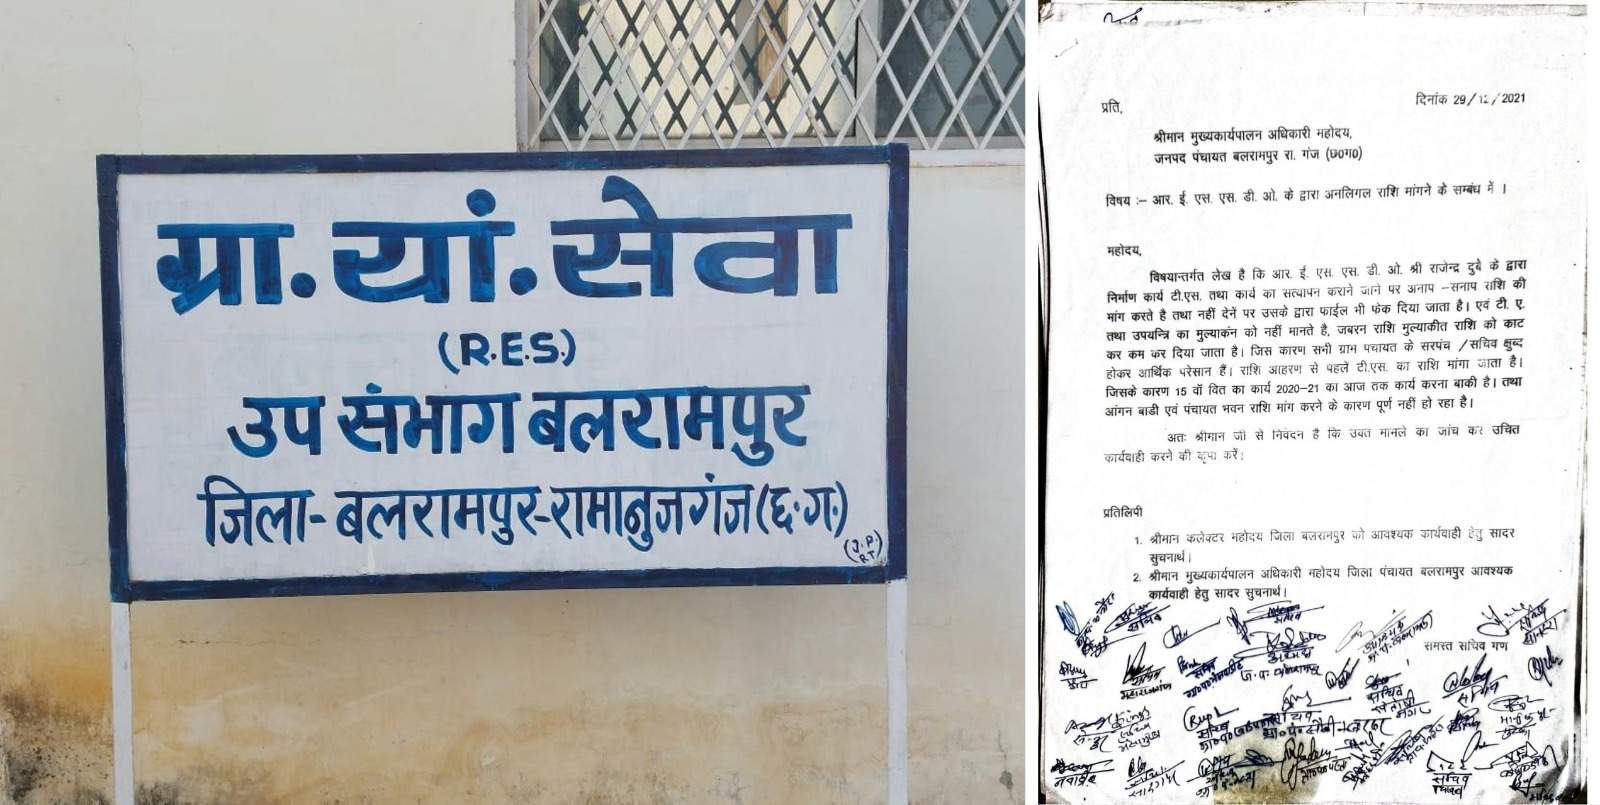 ग्रा. यां. सेवा
(R.E.S.)
उप संभाग बलरामपुर
जिला- बलरामपुर-रामानुजगंज (छ.ग.)
(J.P.
R.T)
दिनांक 29/12/2021
प्रति,
श्रीमान मुख्यकार्यपालन अधिकारी महोदय,
जनपद पंचायत बलरामपुर रा. गंज (छ0ग0)
विषय :– आर. ई. एस. एस. डी. ओ. के द्वारा अनलिगल राशि मांगने के सम्बंध में ।
महोदय,
विषयान्तर्गत लेख है कि आर. ई. एस. एस. डी. ओ. श्री राजेन्द्र दुबे के द्वारा
निर्माण कार्य टी.एस. तथा कार्य का सत्यापन कराने जाने पर अनाप –सनाप राशि की
मांग करते है तथा नहीं देनें पर उसके द्वारा फाईल भी फेक दिया जाता है। एवं टी. ए.
तथा उपयन्त्रि का मुल्याकंन को नहीं मानते है, जबरन राशि मुल्याकीत राशि को काट
कर कम कर दिया जाता है। जिस कारण सभी ग्राम पचायत के सरपंच /सचिव क्षुब्द
होकर आर्थिक परेसान हैं। राशि आहरण से पहलें टी.एस. का राशि मांगा जाता है।
जिसके कारण 15 वॉ वित का कार्य 2020-21 का आज तक कार्य करना बाकी है। तथा
आंगन बाडी एवं पंचायत भवन राशि मांग करने के कारण पूर्ण नहीं हो रहा है।
अतः श्रीमान जी से निवेदन है कि उक्त मामले का जांच कर उचित
कार्यवाही करने की कृपा करें।
प्रतिलिपी
1. श्रीमान कलेक्टर महोदय जिला बलरामपुर को आवश्यक कार्यवाही हेतु सादर
सुचनार्थ।
2. श्रीमान मुख्यकार्यपालन अधिकारी महोदय जिला पंचायत बलरामपुर आवश्यक
कार्यवाही हेतु सादर सुचनार्थ।
सचिव
समस्त सचिव गण
सचिव
सचिव
सचिव